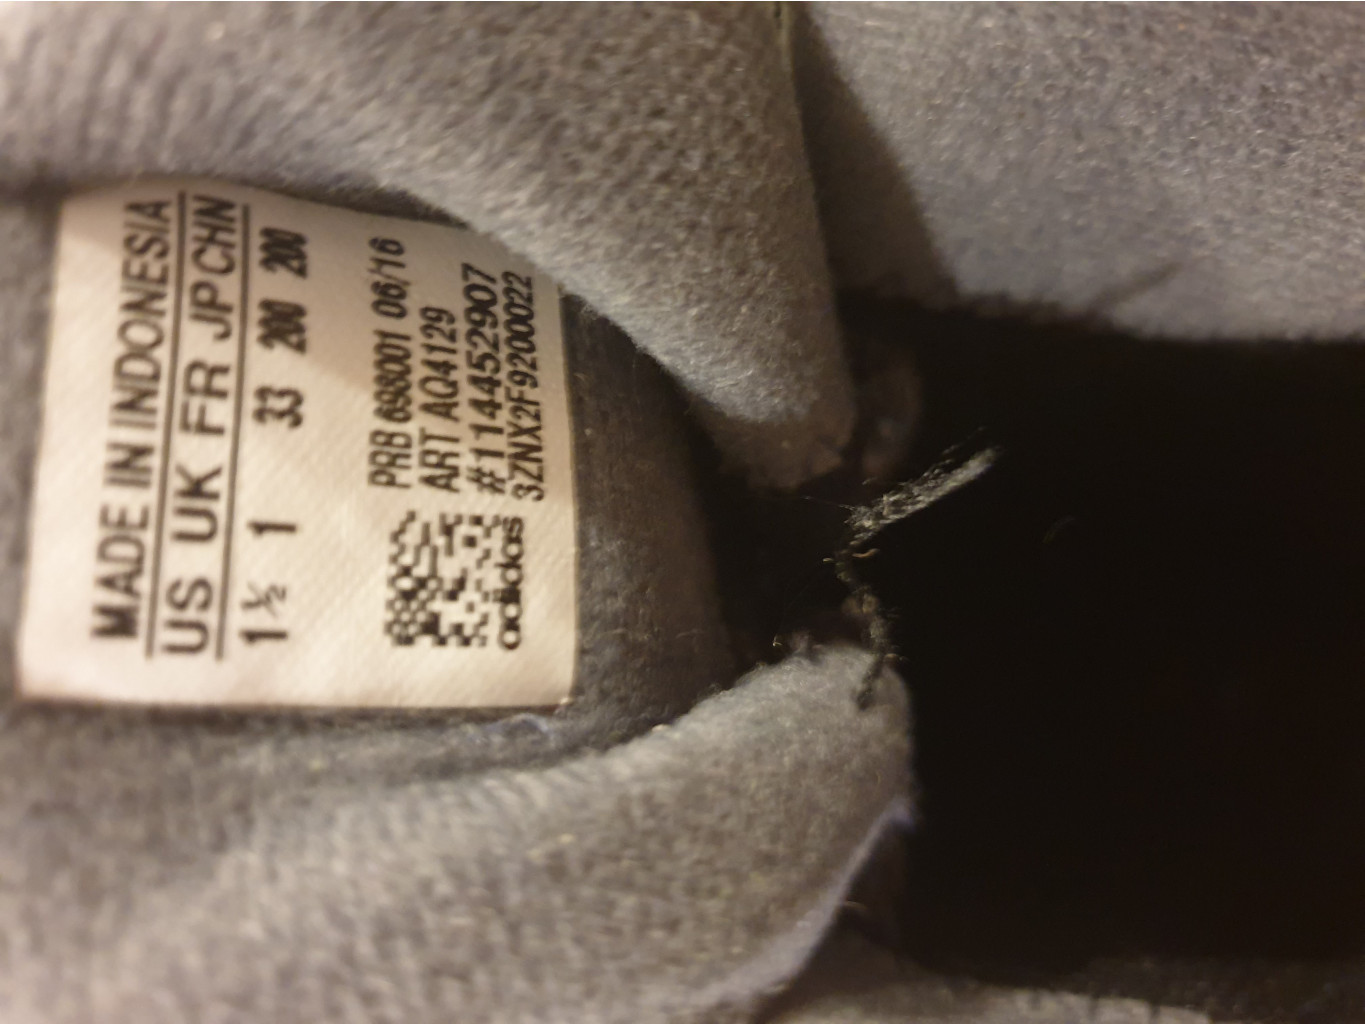 MADE IN INDONESIA
US UK FR JP CHN
1½ 1 33 200 200
PRB 698001 06/16
ART AQ4129
#114452907
3ZNX2F9200022
adidas